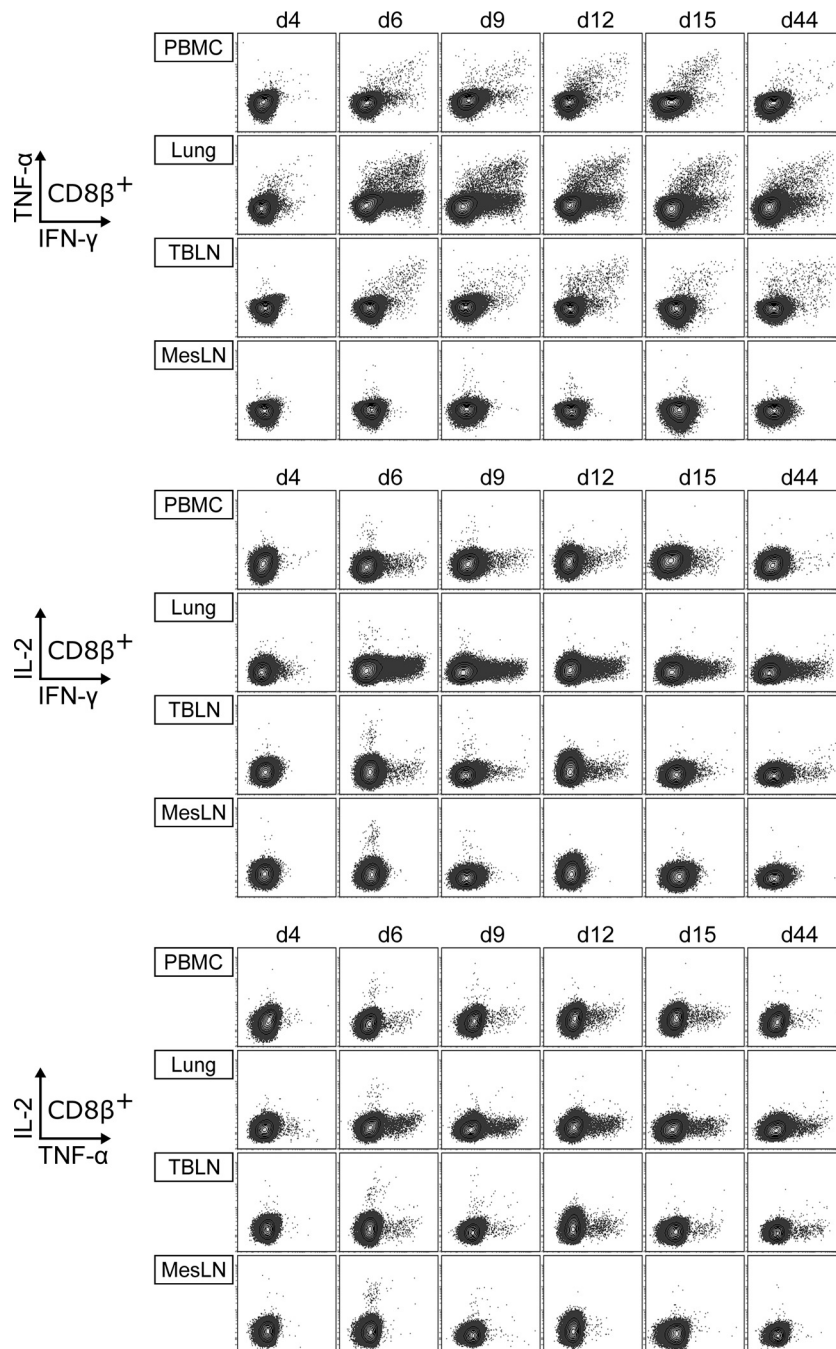 d4 d6 d9 d12 d15 d44
PBMC
Lung
TNF-α
CD8β+
IFN-γ
TBLN
MesLN
d4 d6 d9 d12 d15 d44
PBMC
Lung
IL-2
CD8β+
IFN-γ
TBLN
MesLN
d4 d6 d9 d12 d15 d44
PBMC
Lung
IL-2
CD8β+
TNF-α
TBLN
MesLN